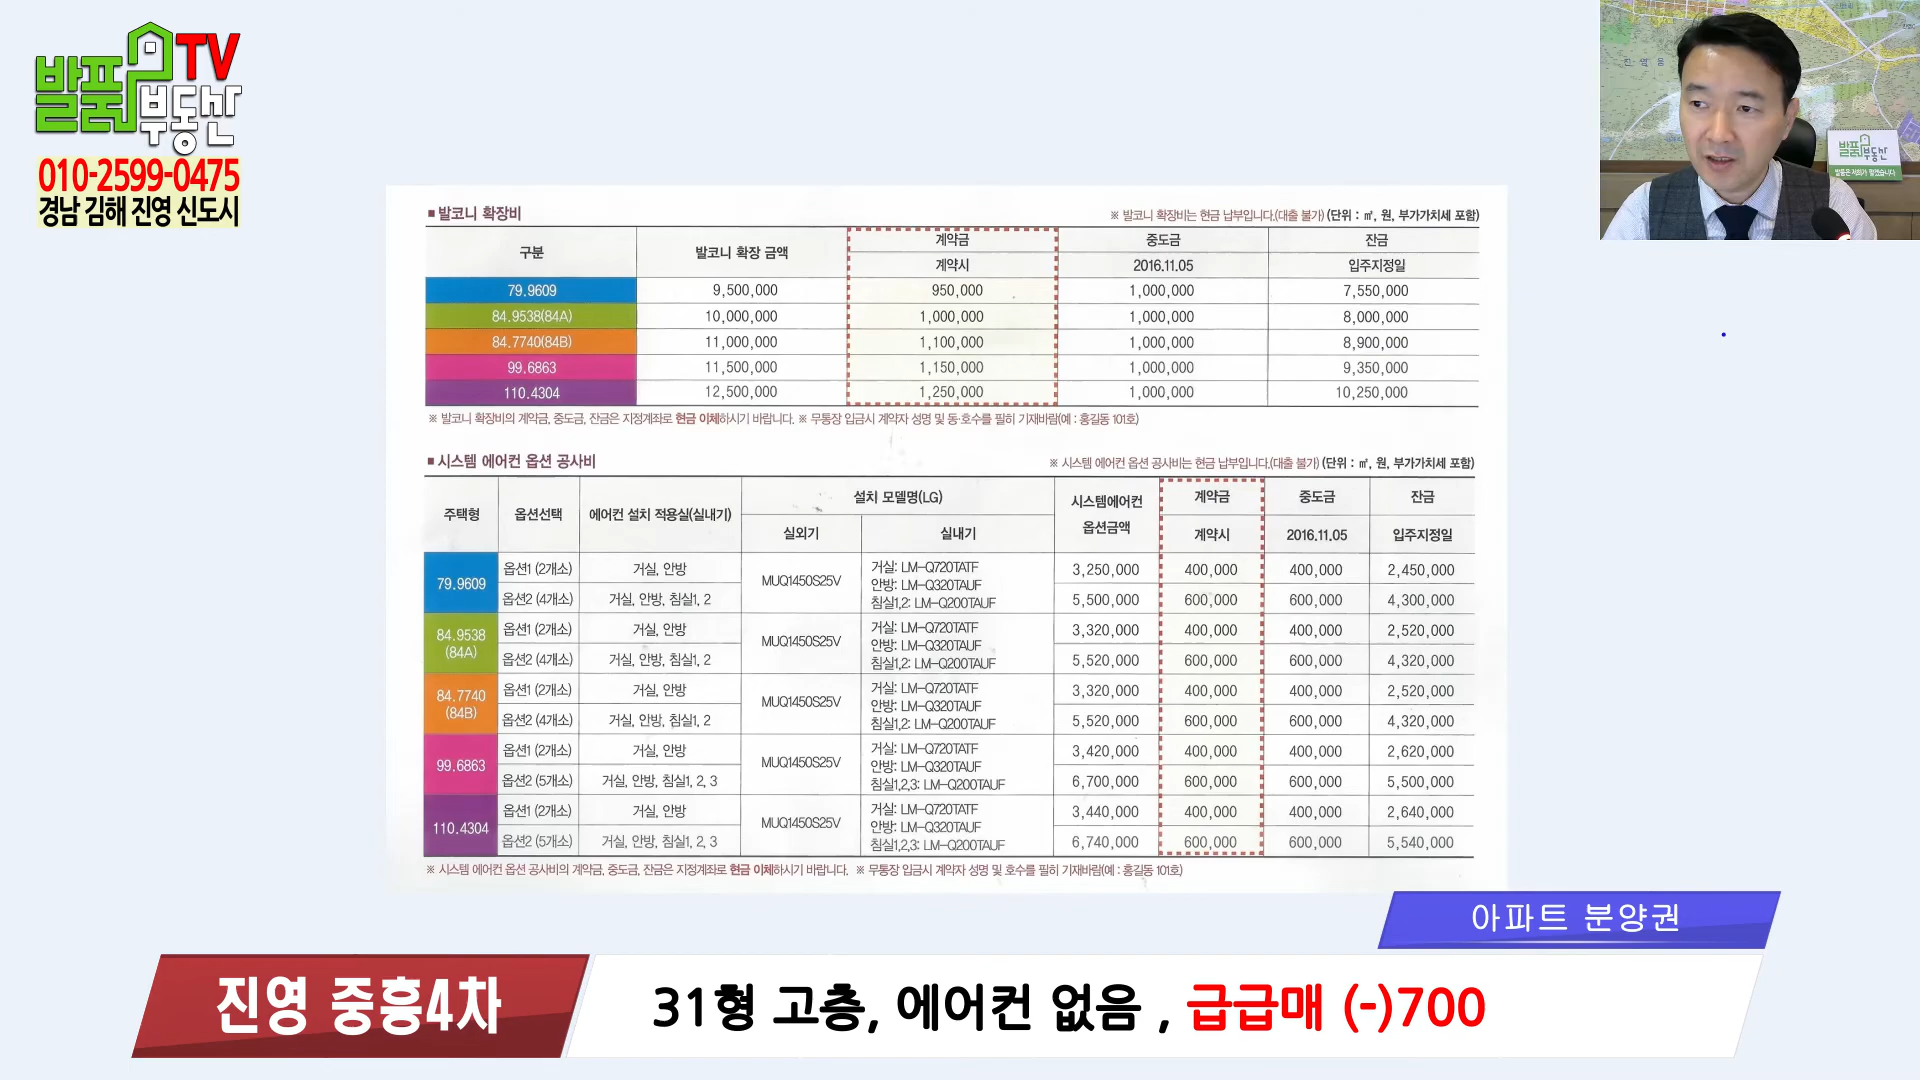 발품 부동산 TV
010-2599-0475
경남 김해 진영 신도시
진 영 읍
발품 부동산
발품은 저희가 팔겠습니다
■ 발코니 확장비
※ 발코니 확장비는 현금 납부입니다.(대출 불가) (단위 : ㎡, 원, 부가가치세 포함)
구분 발코니 확장 금액 계약금 중도금 잔금
계약시 2016.11.05 입주지정일
79.9609 9,500,000 950,000 1,000,000 7,550,000
84.9538(84A) 10,000,000 1,000,000 1,000,000 8,000,000
84.7740(84B) 11,000,000 1,100,000 1,000,000 8,900,000
99.6863 11,500,000 1,150,000 1,000,000 9,350,000
110.4304 12,500,000 1,250,000 1,000,000 10,250,000
※ 발코니 확장비의 계약금, 중도금, 잔금은 지정계좌로 현금 이체하시기 바랍니다. ※ 무통장 입금시 계약자 성명 및 동·호수를 필히 기재바람(예 : 홍길동 101호)
■ 시스템 에어컨 옵션 공사비
※ 시스템 에어컨 옵션 공사비는 현금 납부입니다.(대출 불가) (단위 : ㎡, 원, 부가가치세 포함)
주택형 옵션선택 에어컨 설치 적용실(실내기) 설치 모델명(LG) 시스템에어컨 옵션금액 계약금 중도금 잔금
실외기 실내기 계약시 2016.11.05 입주지정일
79.9609 옵션1 (2개소) 거실, 안방 MUQ1450S25V 거실: LM-Q720TATF 3,250,000 400,000 400,000 2,450,000
안방: LM-Q320TAUF
옵션2 (4개소) 거실, 안방, 침실1, 2 침실1,2: LM-Q200TAUF 5,500,000 600,000 600,000 4,300,000
84.9538 (84A) 옵션1 (2개소) 거실, 안방 MUQ1450S25V 거실: LM-Q720TATF 3,320,000 400,000 400,000 2,520,000
안방: LM-Q320TAUF
옵션2 (4개소) 거실, 안방, 침실1, 2 침실1,2: LM-Q200TAUF 5,520,000 600,000 600,000 4,320,000
84.7740 (84B) 옵션1 (2개소) 거실, 안방 MUQ1450S25V 거실: LM-Q720TATF 3,320,000 400,000 400,000 2,520,000
안방: LM-Q320TAUF
옵션2 (4개소) 거실, 안방, 침실1, 2 침실1,2: LM-Q200TAUF 5,520,000 600,000 600,000 4,320,000
99.6863 옵션1 (2개소) 거실, 안방 MUQ1450S25V 거실: LM-Q720TATF 3,420,000 400,000 400,000 2,620,000
안방: LM-Q320TAUF
옵션2 (5개소) 거실, 안방, 침실1, 2, 3 침실1,2,3: LM-Q200TAUF 6,700,000 600,000 600,000 5,500,000
110.4304 옵션1 (2개소) 거실, 안방 MUQ1450S25V 거실: LM-Q720TATF 3,440,000 400,000 400,000 2,640,000
안방: LM-Q320TAUF
옵션2 (5개소) 거실, 안방, 침실1, 2, 3 침실1,2,3: LM-Q200TAUF 6,740,000 600,000 600,000 5,540,000
※ 시스템 에어컨 옵션 공사비의 계약금, 중도금, 잔금은 지정계좌로 현금 이체하시기 바랍니다. ※ 무통장 입금시 계약자 성명 및 호수를 필히 기재바람(예 : 홍길동 101호)
아파트 분양권
진영 중흥4차
31형 고층, 에어컨 없음 , 급급매 (-)700